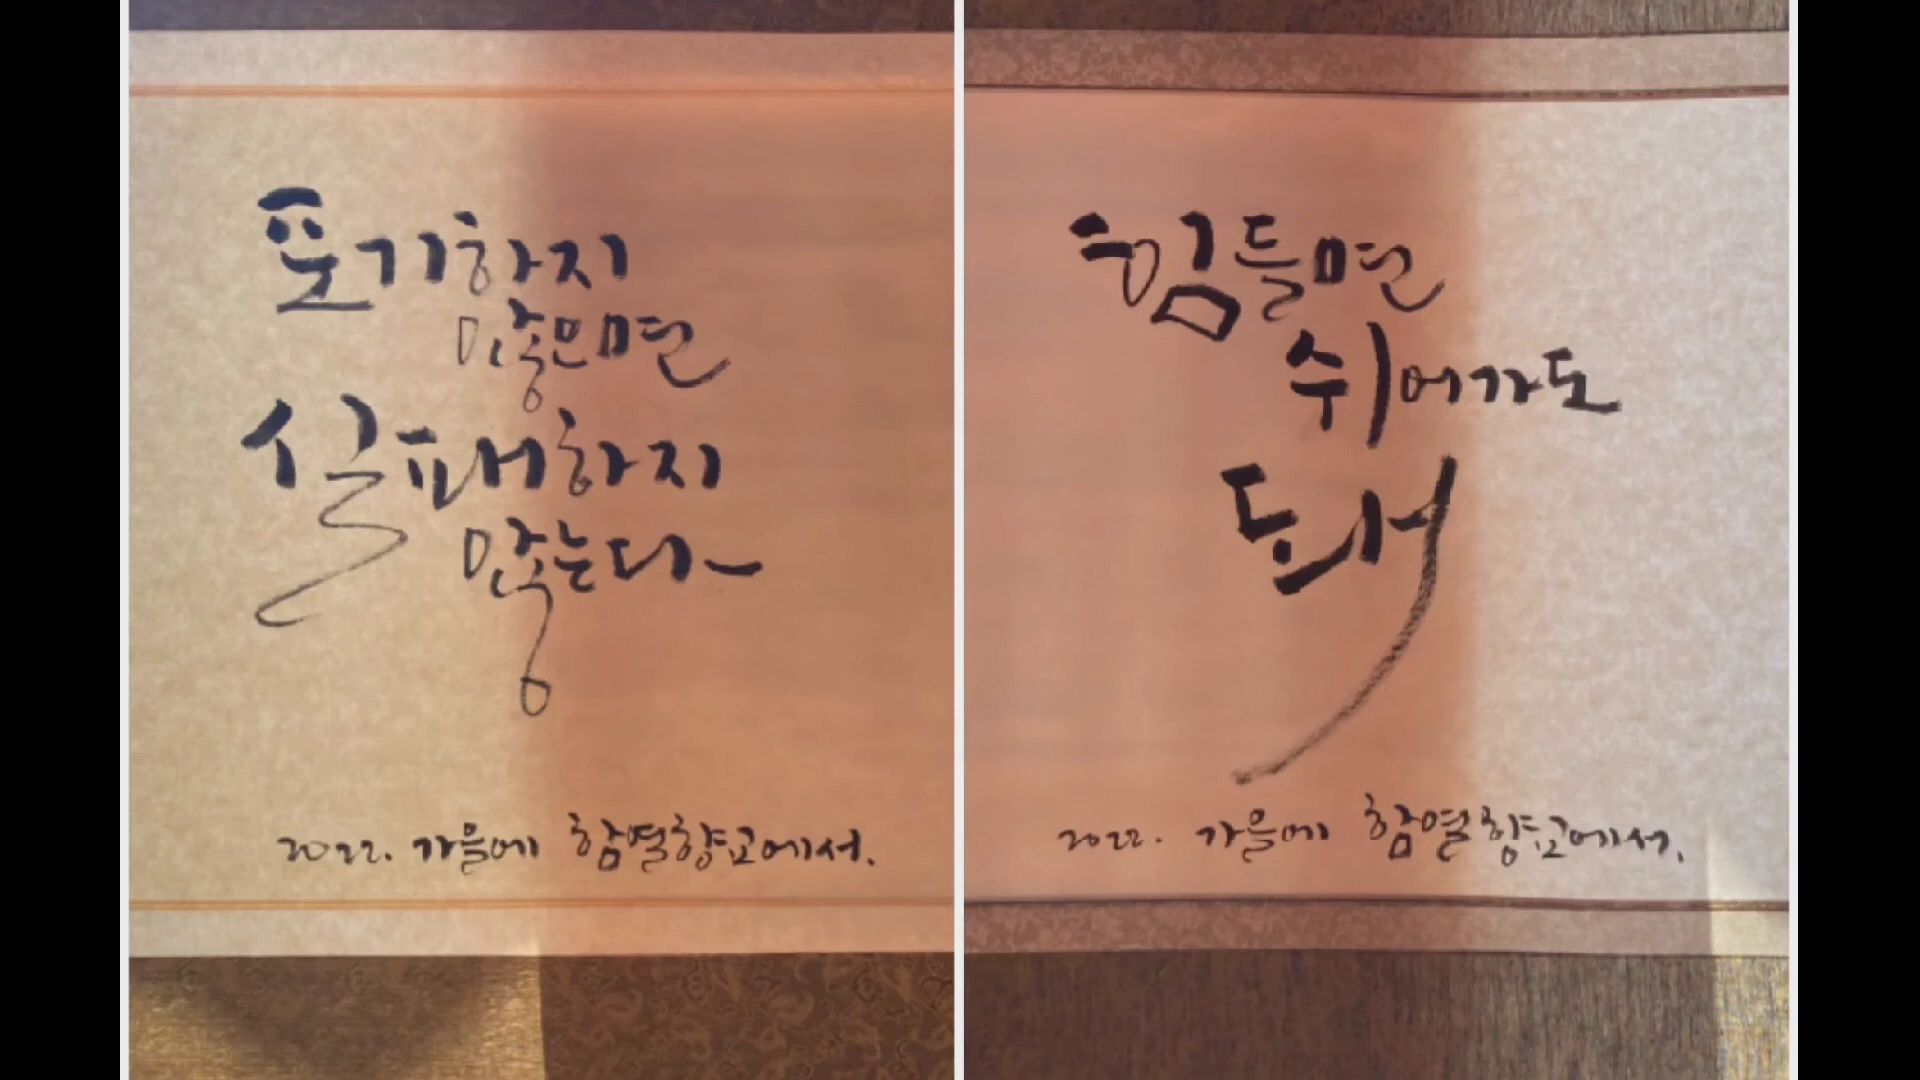 포기하지
않으면
실패하지
않는다~
2022. 가을에 함열향교에서.
힘들면
쉬어가도
돼
2022. 가을에 함열향교에서.